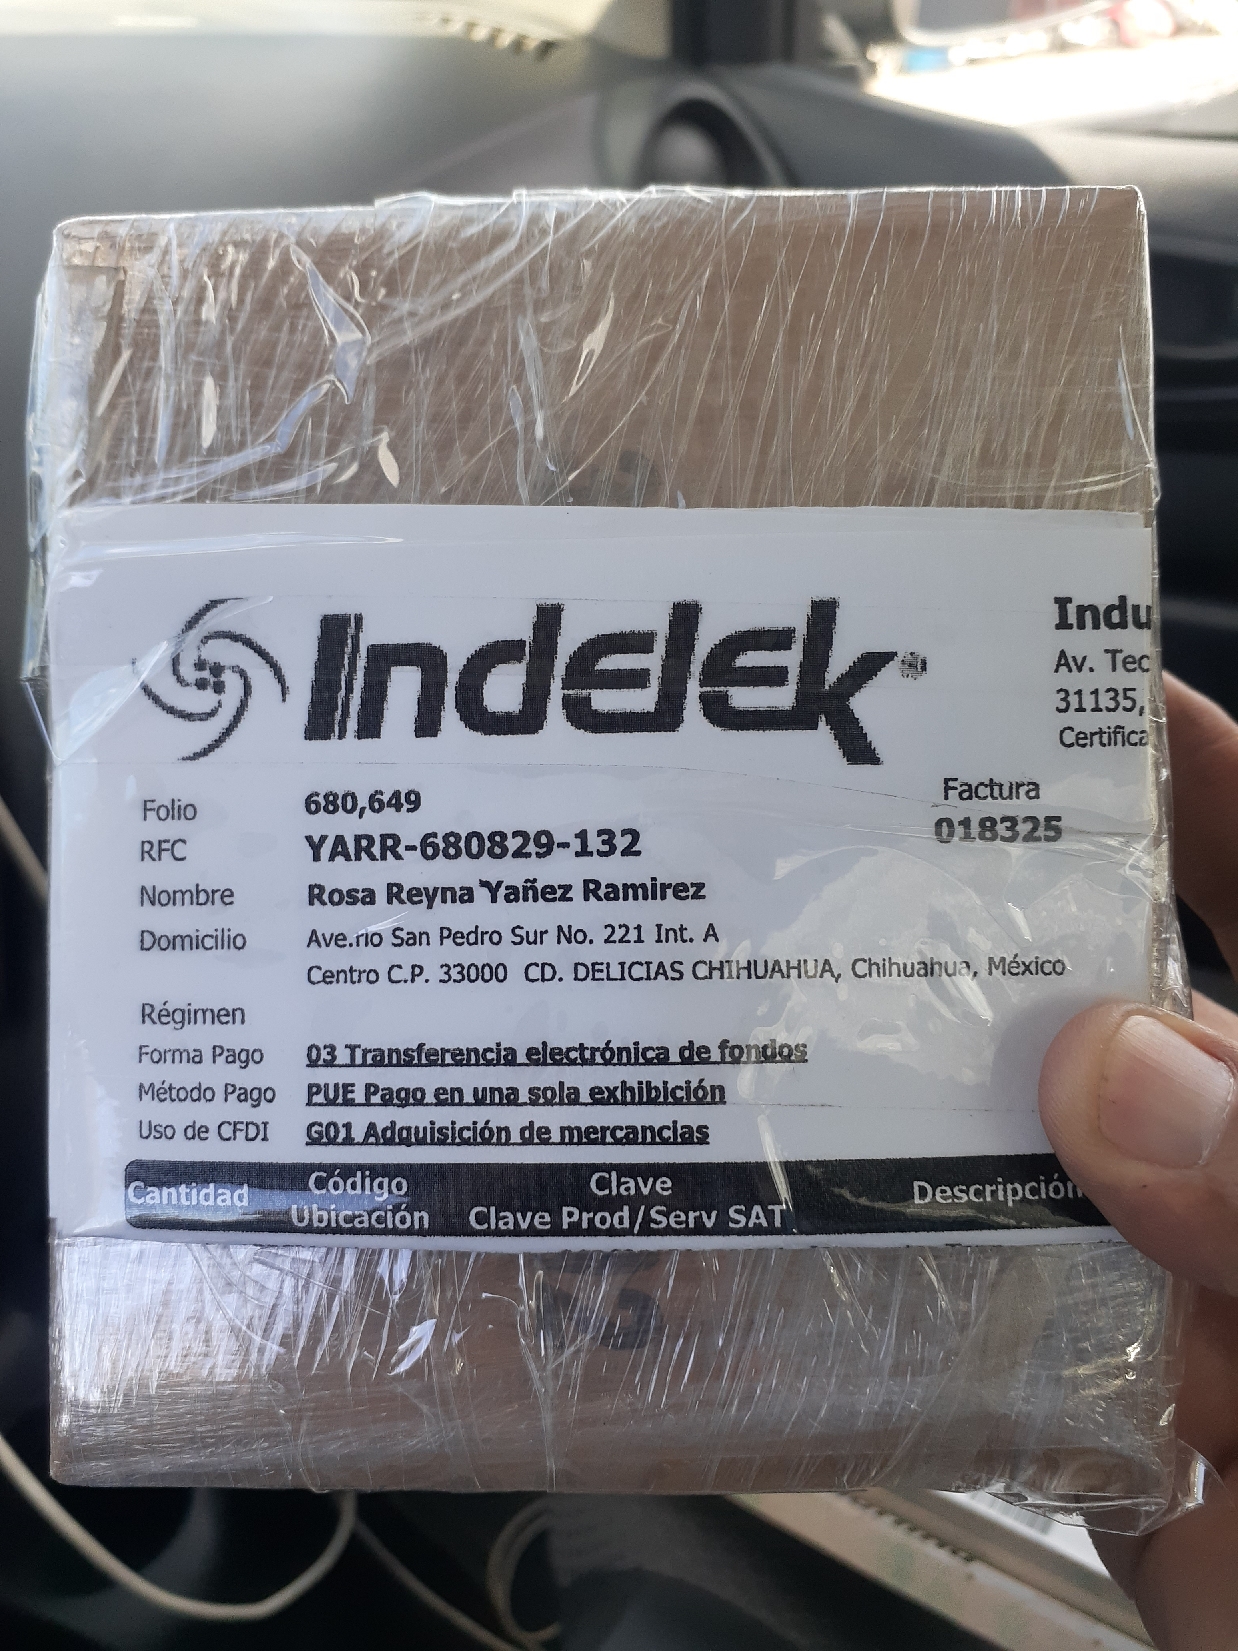 Indelek
Indu
Av. Tec
31135,
Certifica
Folio 680,649
Factura
018325
RFC YARR-680829-132
Nombre Rosa Reyna Yañez Ramirez
Domicilio Ave.rio San Pedro Sur No. 221 Int. A
Centro C.P. 33000 CD. DELICIAS CHIHUAHUA, Chihuahua, México
Régimen
Forma Pago 03 Transferencia electrónica de fondos
Método Pago PUE Pago en una sola exhibición
Uso de CFDI G01 Adquisición de mercancias
Cantidad Código Clave Descripción
Ubicación Clave Prod/Serv SAT